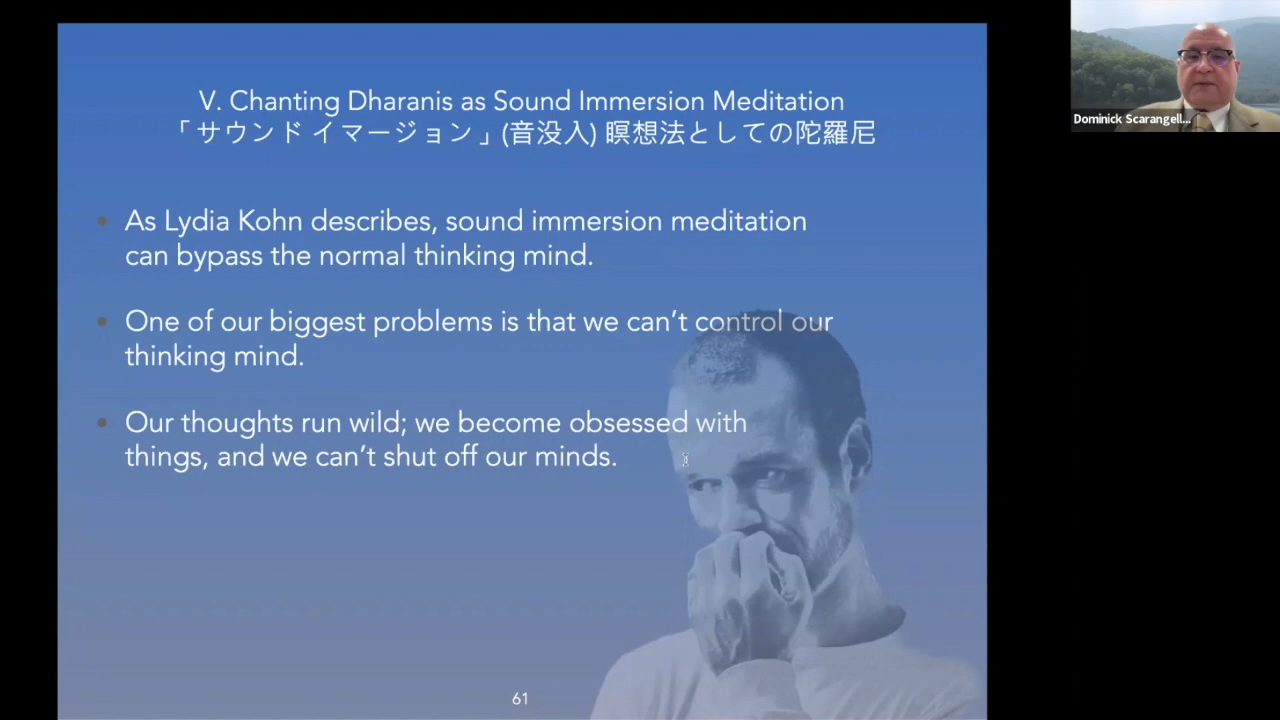 V. Chanting Dharanis as Sound Immersion Meditation
「サウンド イマージョン」(音没入) 瞑想法としての陀羅尼
• As Lydia Kohn describes, sound immersion meditation
can bypass the normal thinking mind.
• One of our biggest problems is that we can't control our
thinking mind.
• Our thoughts run wild; we become obsessed with
things, and we can't shut off our minds.
61
Dominick Scarangell...